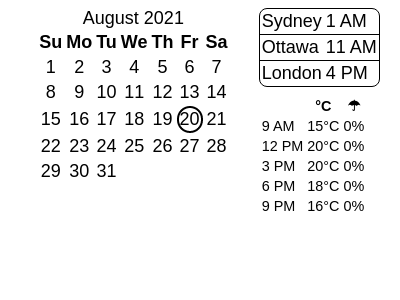 August 2021
Su Mo Tu We Th Fr Sa
1 2 3 4 5 6 7
8 9 10 11 12 13 14
15 16 17 18 19 20 21
22 23 24 25 26 27 28
29 30 31
Sydney 1 AM
Ottawa 11 AM
London 4 PM
°C ☂
9 AM 15°C 0%
12 PM 20°C 0%
3 PM 20°C 0%
6 PM 18°C 0%
9 PM 16°C 0%